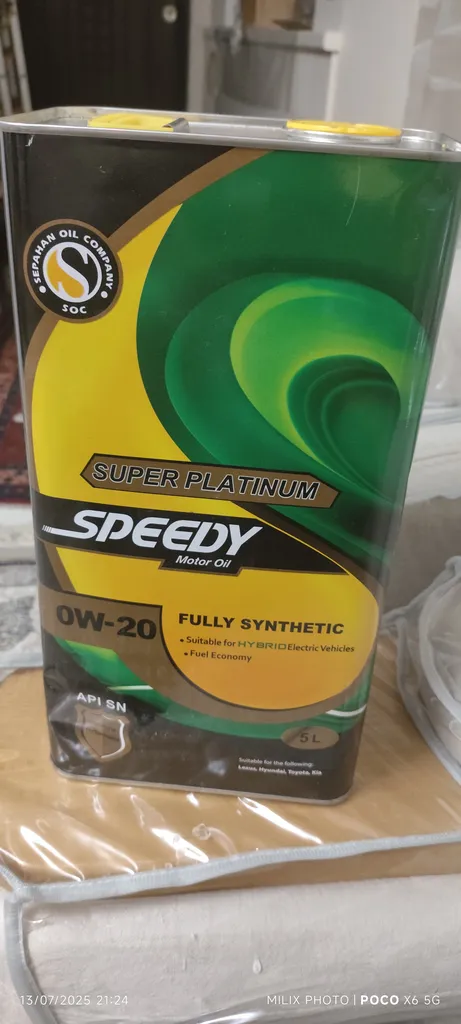 SEPAHAN OIL COMPANY
S
SOC
SUPER PLATINUM
SPEEDY
Motor Oil
0W-20
FULLY SYNTHETIC
• Suitable for HYBRID Electric Vehicles
• Fuel Economy
API SN
5 L
Suitable for the following:
Lexus, Hyundai, Toyota, Kia
13/07/2025 21:24
MILIX PHOTO | POCO X6 5G